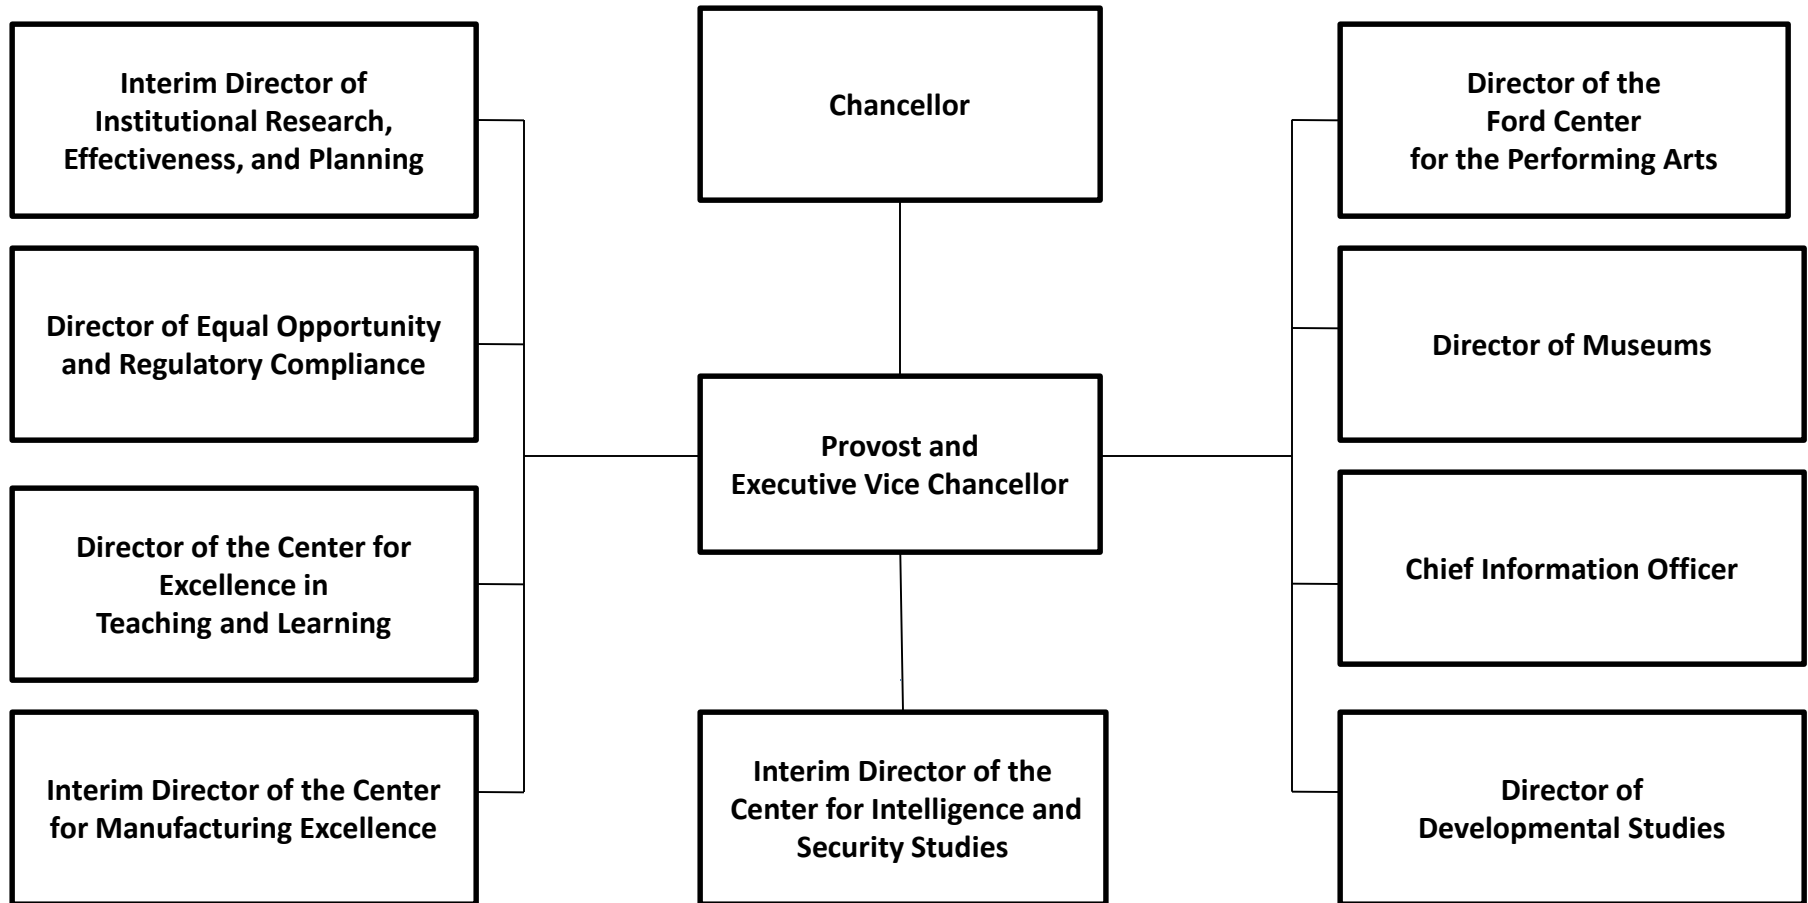 Interim Director of
Institutional Research,
Effectiveness, and Planning
Chancellor
Director of the
Ford Center
for the Performing Arts
Director of Equal Opportunity
and Regulatory Compliance
Director of Museums
Provost and
Executive Vice Chancellor
Director of the Center for
Excellence in
Teaching and Learning
Chief Information Officer
Interim Director of the Center
for Manufacturing Excellence
Interim Director of the
Center for Intelligence and
Security Studies
Director of
Developmental Studies